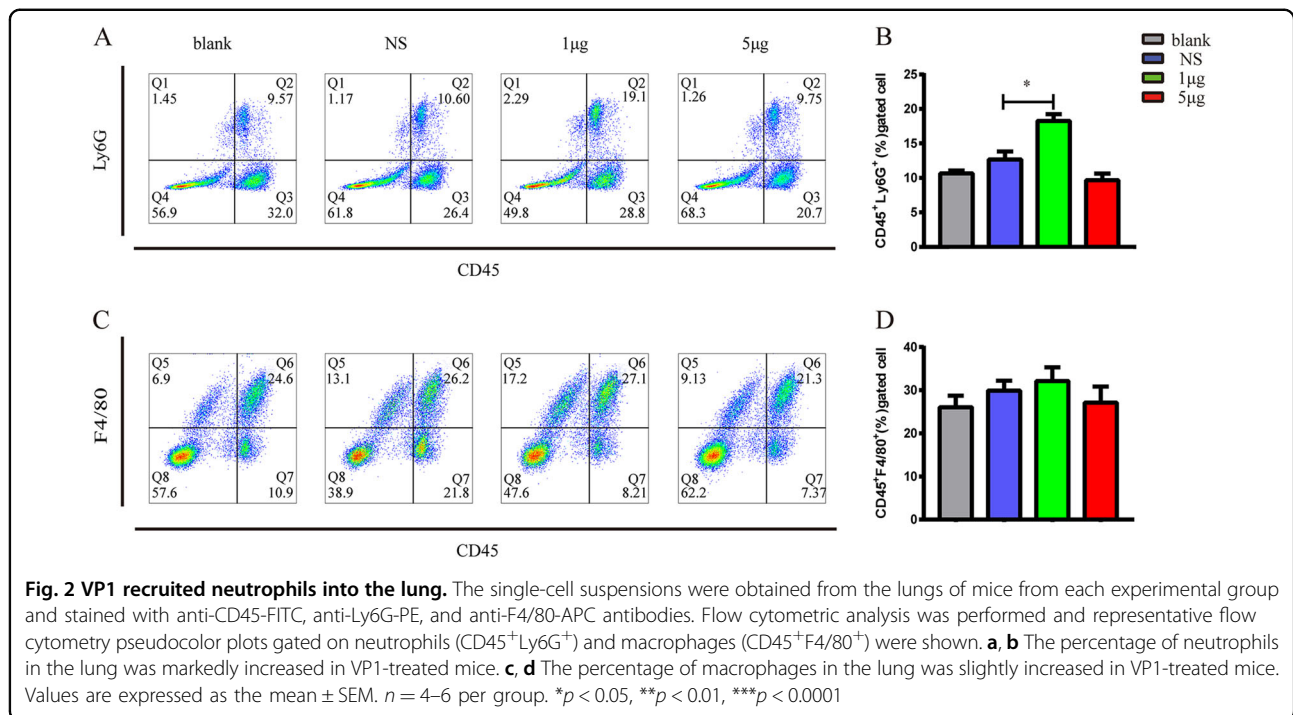 A
blank
NS
1μg
5μg
Ly6G
Q1
1.45
Q2
9.57
Q4
56.9
Q3
32.0
Q1
1.17
Q2
10.60
Q4
61.8
Q3
26.4
Q1
2.29
Q2
19.1
Q4
49.8
Q3
28.8
Q1
1.26
Q2
9.75
Q4
68.3
Q3
20.7
CD45
B
blank
NS
1μg
5μg
CD45⁺Ly6G⁺(%)gated cell
25
20
15
10
5
0
*
C
F4/80
Q5
6.9
Q6
24.6
Q8
57.6
Q7
10.9
Q5
13.1
Q6
26.2
Q8
38.9
Q7
21.8
Q5
17.2
Q6
27.1
Q8
47.6
Q7
8.21
Q5
9.13
Q6
21.3
Q8
62.2
Q7
7.37
CD45
D
CD45⁺F4/80⁺(%)gated cell
40
30
20
10
0
Fig. 2 VP1 recruited neutrophils into the lung. The single-cell suspensions were obtained from the lungs of mice from each experimental group
and stained with anti-CD45-FITC, anti-Ly6G-PE, and anti-F4/80-APC antibodies. Flow cytometric analysis was performed and representative flow
cytometry pseudocolor plots gated on neutrophils (CD45⁺Ly6G⁺) and macrophages (CD45⁺F4/80⁺) were shown. a, b The percentage of neutrophils
in the lung was markedly increased in VP1-treated mice. c, d The percentage of macrophages in the lung was slightly increased in VP1-treated mice.
Values are expressed as the mean ± SEM. n = 4–6 per group. *p < 0.05, **p < 0.01, ***p < 0.0001